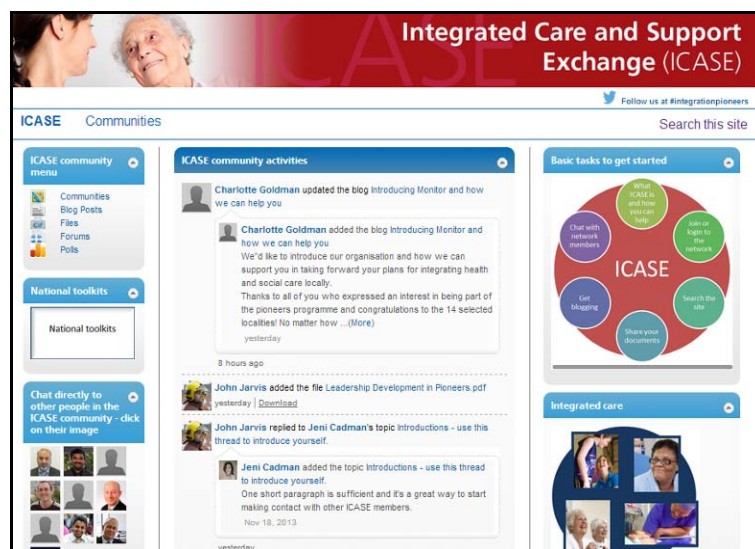 ICASE
Integrated Care and Support
Exchange (ICASE)
Follow us at #integrationpioneers
ICASE Communities
Search this site
ICASE community
menu
Communities
Blog Posts
Files
Forums
Polls
National toolkits
National toolkits
Chat directly to
other people in the
ICASE community - click
on their image
ICASE community activities
Charlotte Goldman updated the blog Introducing Monitor and how
we can help you
Charlotte Goldman added the blog Introducing Monitor and
how we can help you
We"d like to introduce our organisation and how we can
support you in taking forward your plans for integrating health
and social care locally.
Thanks to all of you who expressed an interest in being part of
the pioneers programme and congratulations to the 14 selected
localities! No matter how ...(More)
yesterday
8 hours ago
John Jarvis added the file Leadership Development in Pioneers.pdf
yesterday | Download
John Jarvis replied to Jeni Cadman's topic Introductions - use this
thread to introduce yourself.
Jeni Cadman added the topic Introductions - use this thread
to introduce yourself.
One short paragraph is sufficient and it's a great way to start
making contact with other ICASE members.
Nov 18, 2013
yesterday
Basic tasks to get started
What
ICASE is
and how
you can
help
Join or
login to
the
network
Search the
site
Share your
documents
Get
blogging
Chat with
network
members
ICASE
Integrated care